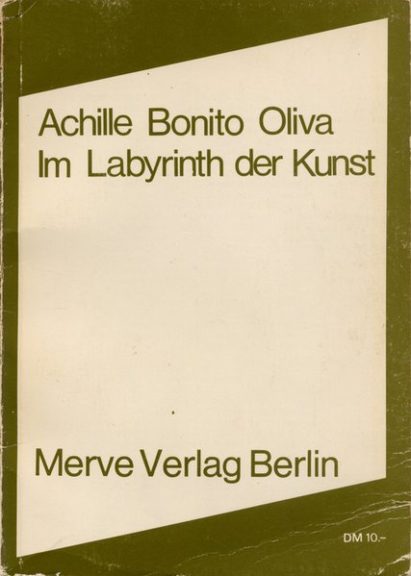 Achille Bonito Oliva
Im Labyrinth der Kunst
Merve Verlag Berlin
DM 10.–